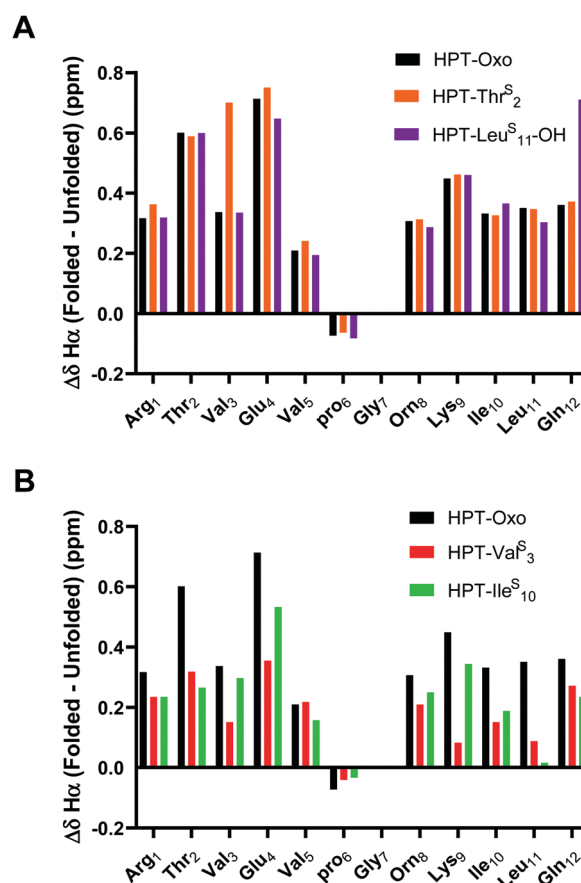 A
HPT-Oxo
HPT-Thrˢ₂
HPT-Leuˢ₁₁-OH
Δδ Hα (Folded - Unfolded) (ppm)
0.8
0.6
0.4
0.2
0.0
-0.2
Arg₁
Thr₂
Val₃
Glu₄
Val₅
pro₆
Gly₇
Orn₈
Lys₉
Ile₁₀
Leu₁₁
Gln₁₂
B
HPT-Oxo
HPT-Valˢ₃
HPT-Ileˢ₁₀
Δδ Hα (Folded - Unfolded) (ppm)
0.8
0.6
0.4
0.2
0.0
-0.2
Arg₁
Thr₂
Val₃
Glu₄
Val₅
pro₆
Gly₇
Orn₈
Lys₉
Ile₁₀
Leu₁₁
Gln₁₂